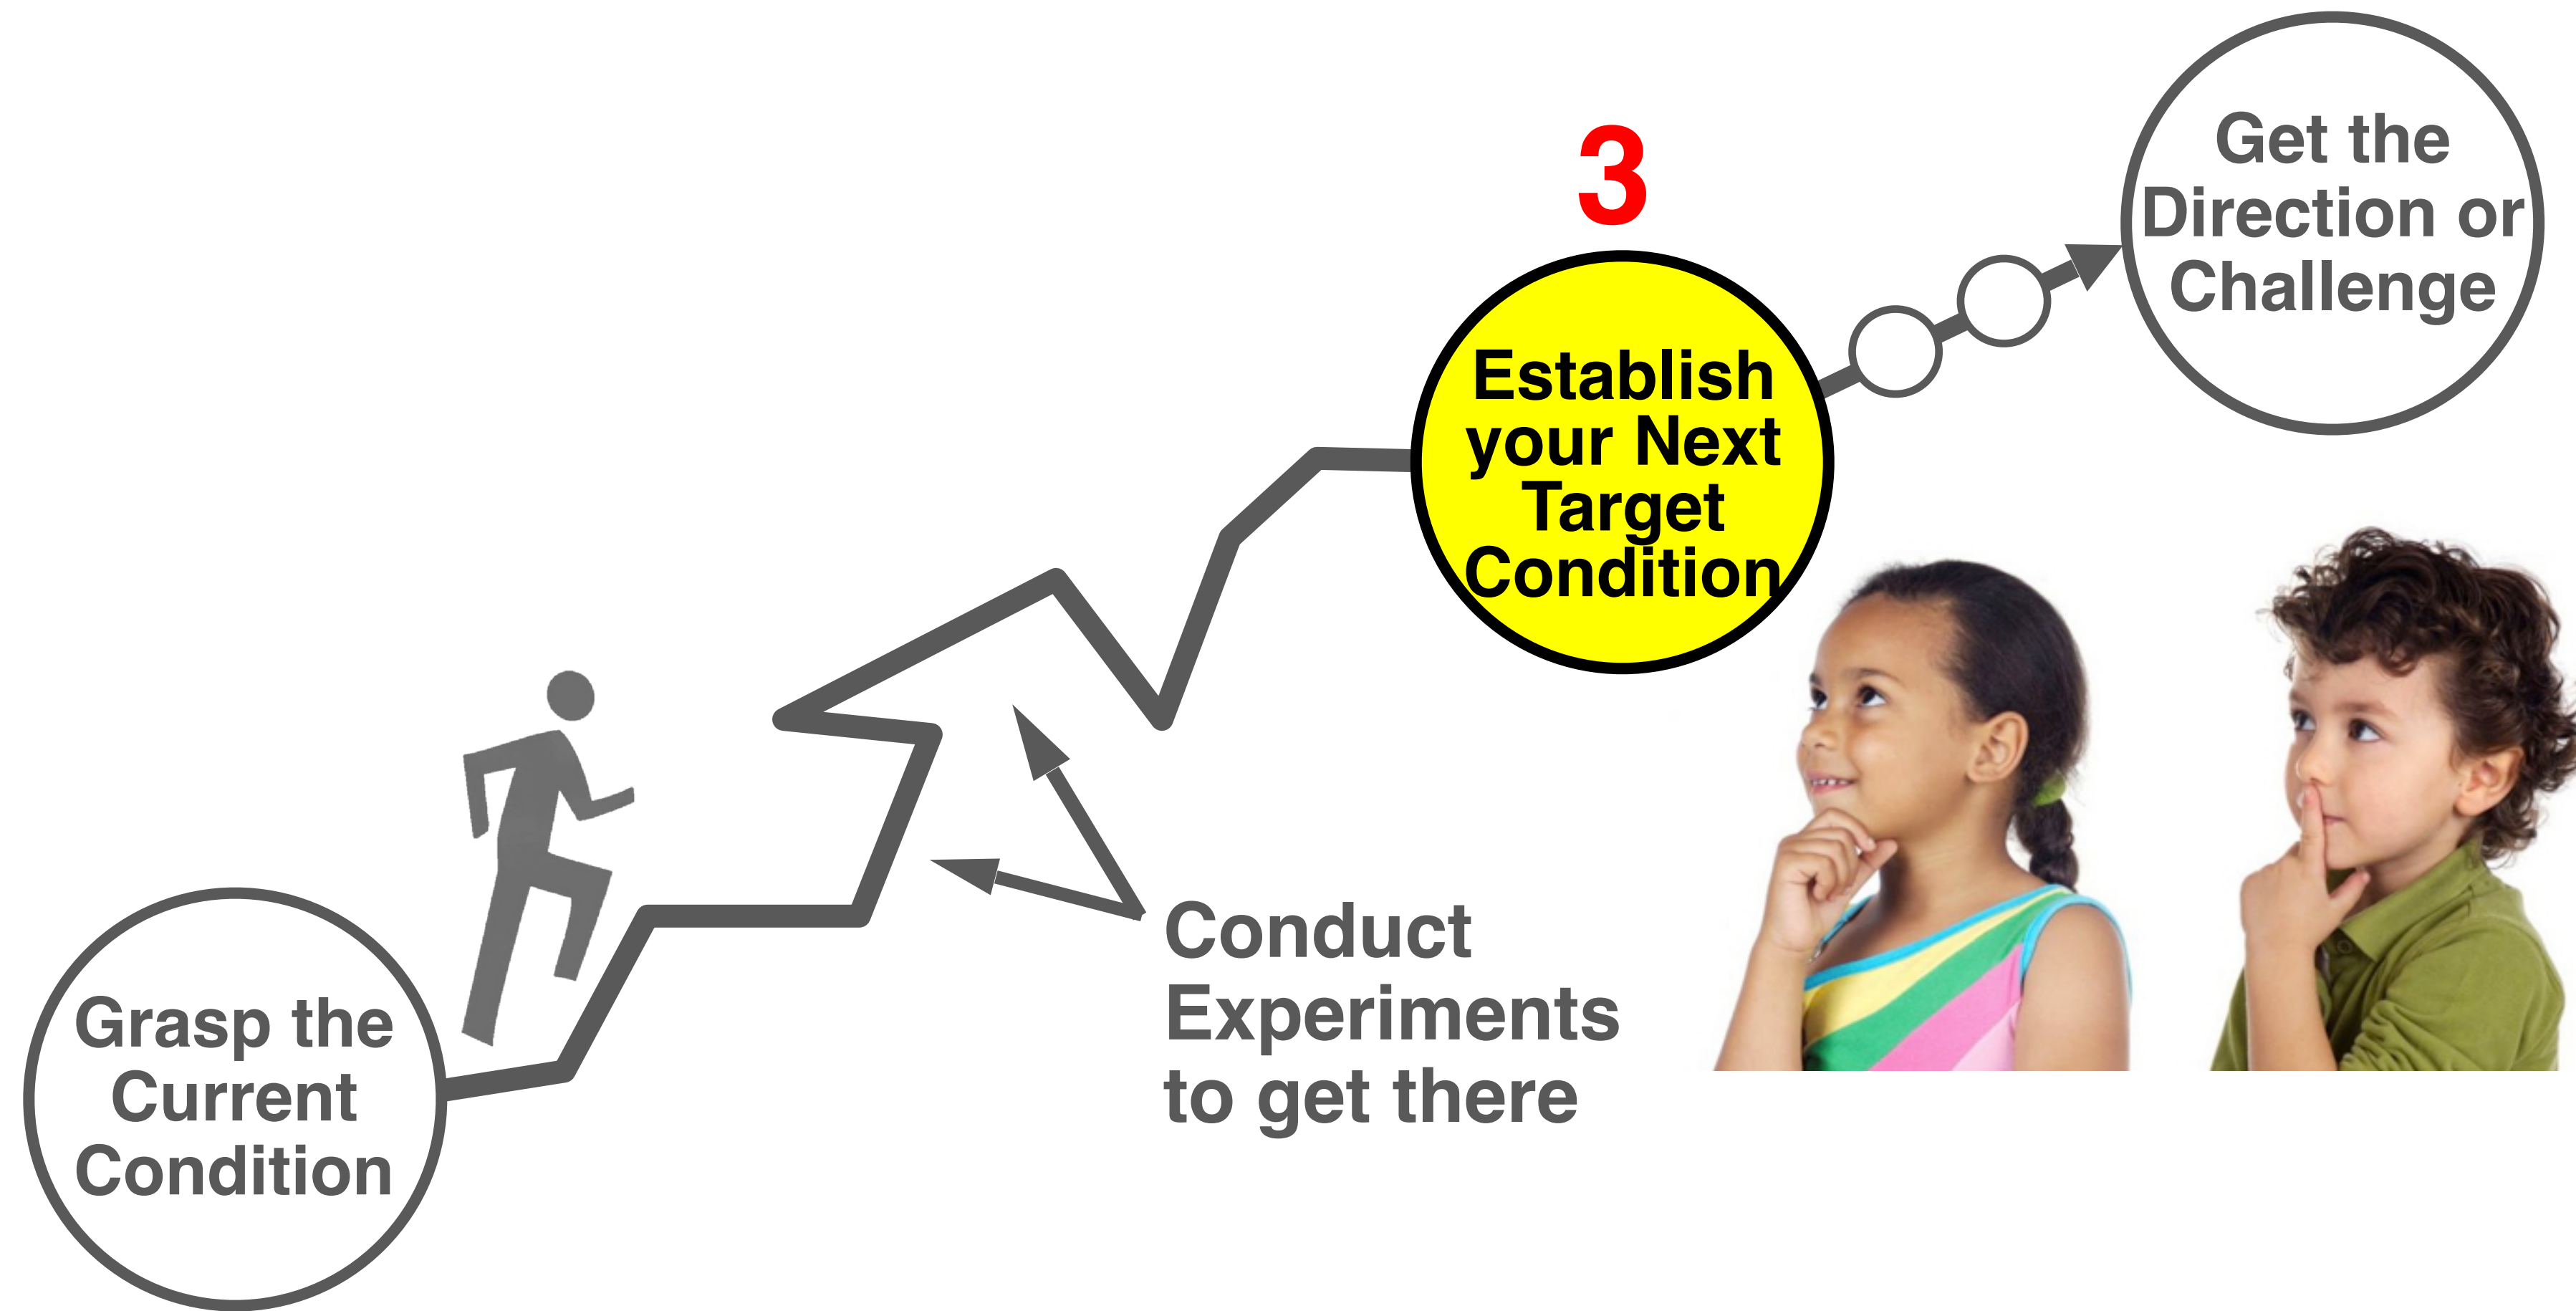 Get the
Direction or
Challenge
3
Establish
your Next
Target
Condition
Conduct
Experiments
to get there
Grasp the
Current
Condition